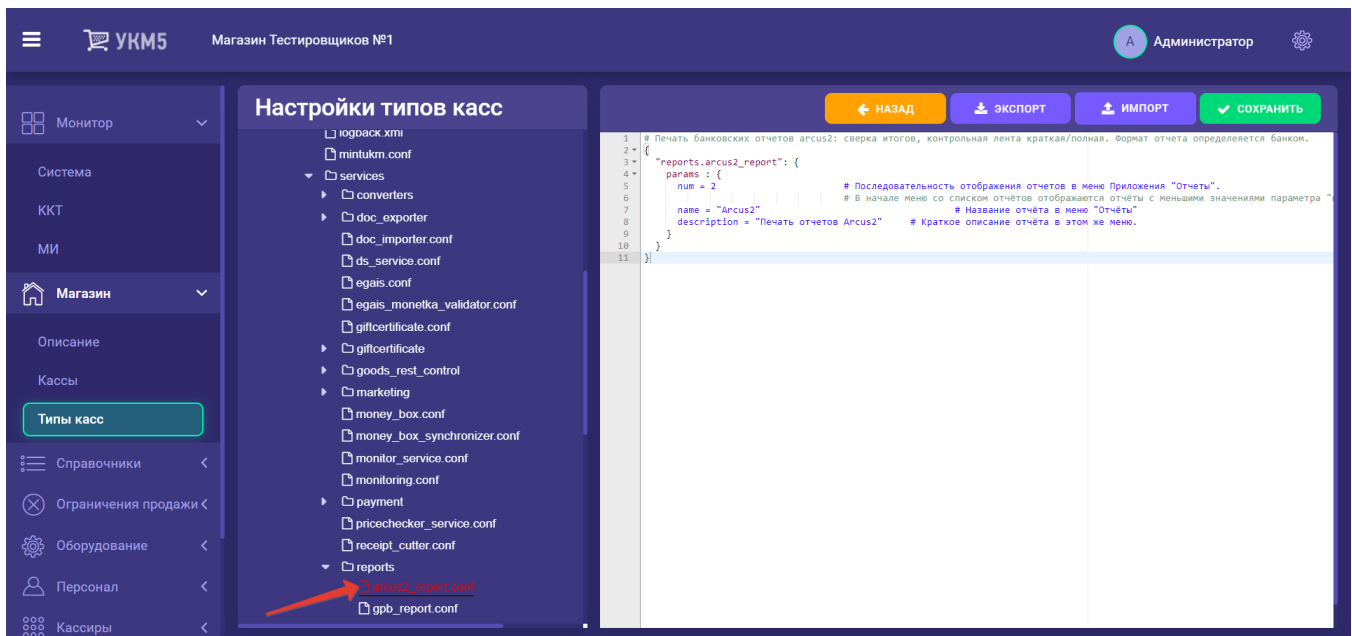 УКМ5
Магазин Тестировщиков №1
А
Администратор
Монитор
Система
ККТ
МИ
Магазин
Описание
Кассы
Типы касс
Справочники
Ограничения продажи
Оборудование
Персонал
Кассиры
Настройки типов касс
logback.xml
mintukm.conf
services
converters
doc_exporter
doc_importer.conf
ds_service.conf
egais.conf
egais_monetka_validator.conf
giftcertificate.conf
giftcertificate
goods_rest_control
marketing
money_box.conf
money_box_synchronizer.conf
monitor_service.conf
monitoring.conf
payment
pricechecker_service.conf
receipt_cutter.conf
reports
arcus2_report.conf
gpb_report.conf
НАЗАД
ЭКСПОРТ
ИМПОРТ
СОХРАНИТЬ
1 # Печать банковских отчетов arcus2: сверка итогов, контрольная лента краткая/полная. Формат отчета определяется банком.
2 {
3 "reports.arcus2_report": {
4 params : {
5 num = 2 # Последовательность отображения отчетов в меню Приложения "Отчеты".
6 # В начале меню со списком отчётов отображаются отчёты с меньшими значениями параметра "
7 name = "Arcus2" # Название отчёта в меню "Отчёты"
8 description = "Печать отчетов Arcus2" # Краткое описание отчёта в этом же меню.
9 }
10 }
11 }